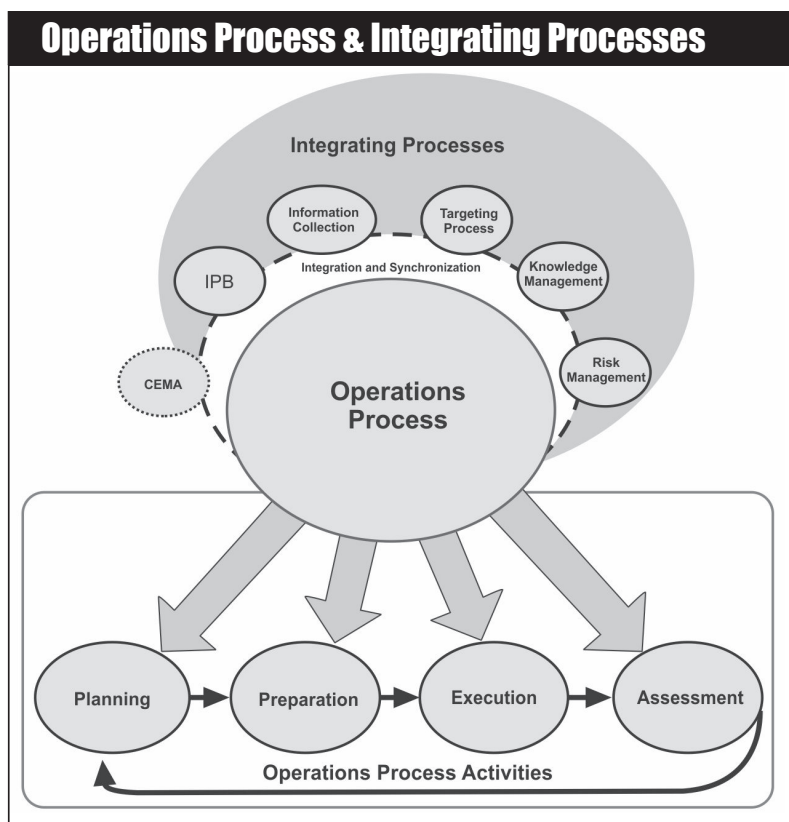 Operations Process & Integrating Processes
Integrating Processes
Information
Collection
Targeting
Process
IPB
Integration and Synchronization
Knowledge
Management
CEMA
Risk
Management
Operations
Process
Planning
Preparation
Execution
Assessment
Operations Process Activities